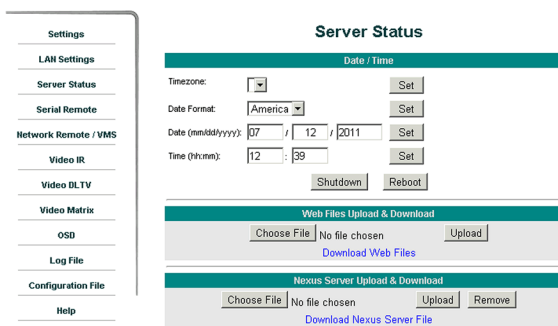 Settings
LAN Settings
Server Status
Serial Remote
Network Remote / VMS
Video IR
Video DLTV
Video Matrix
OSD
Log File
Configuration File
Help
Server Status
Date / Time
Timezone: Set
Date Format: America Set
Date (mm/dd/yyyy): 07 / 12 / 2011 Set
Time (hh:mm): 12 : 39 Set
Shutdown Reboot
Web Files Upload & Download
Choose File No file chosen Upload
Download Web Files
Nexus Server Upload & Download
Choose File No file chosen Upload Remove
Download Nexus Server File